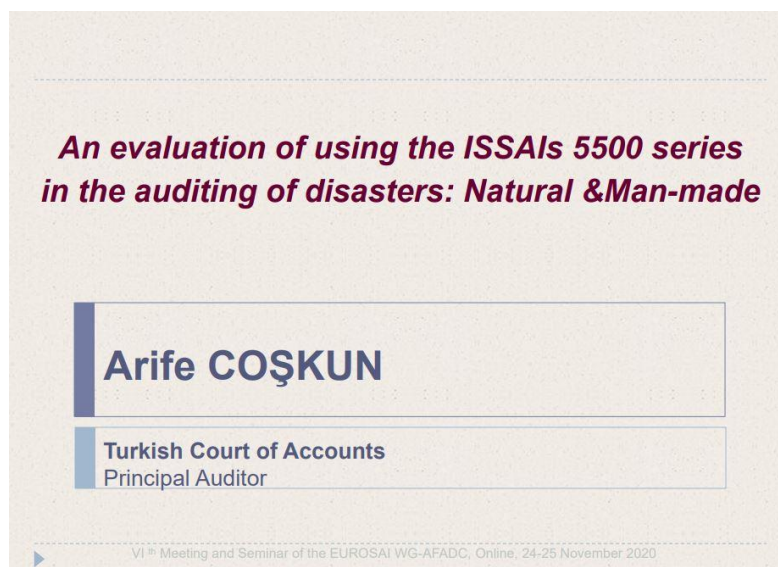 An evaluation of using the ISSAIs 5500 series
in the auditing of disasters: Natural &Man-made
Arife COŞKUN
Turkish Court of Accounts
Principal Auditor
VI th Meeting and Seminar of the EUROSAI WG-AFADC, Online, 24-25 November 2020